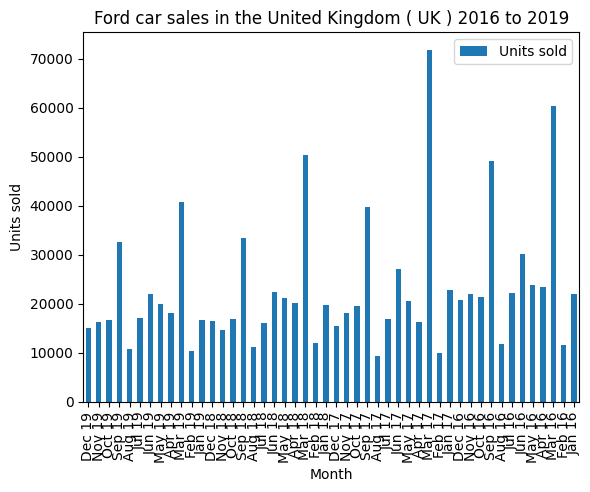 Ford car sales in the United Kingdom ( UK ) 2016 to 2019
Units sold
70000
60000
50000
40000
30000
20000
10000
0
Units sold
Dec 19
Nov 19
Oct 19
Sep 19
Aug 19
Jul 19
Jun 19
May 19
Apr 19
Mar 19
Feb 19
Jan 19
Dec 18
Nov 18
Oct 18
Sep 18
Aug 18
Jul 18
Jun 18
May 18
Apr 18
Mar 18
Feb 18
Jan 18
Dec 17
Nov 17
Oct 17
Sep 17
Aug 17
Jul 17
Jun 17
May 17
Apr 17
Mar 17
Feb 17
Jan 17
Dec 16
Nov 16
Oct 16
Sep 16
Aug 16
Jul 16
Jun 16
May 16
Apr 16
Mar 16
Feb 16
Jan 16
Month